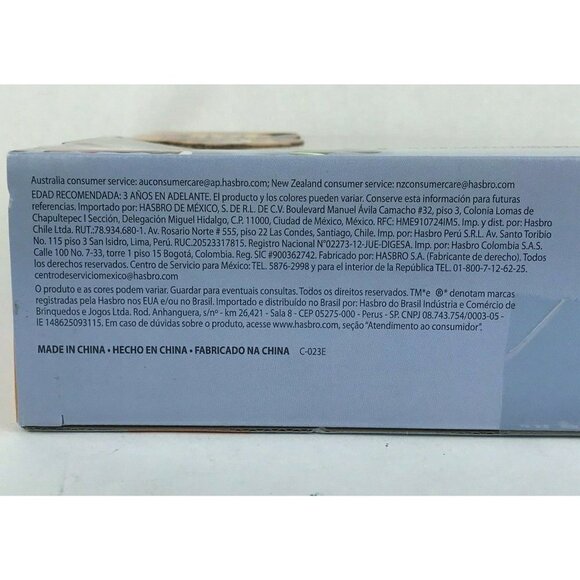 Australia consumer service: auconsumercare@ap.hasbro.com; New Zealand consumer service: nzconsumercare@ap.hasbro.com
EDAD RECOMENDADA: 3 AÑOS EN ADELANTE. El producto y los colores pueden variar. Conserve esta información para futuras
referencias. Importado por: HASBRO DE MÉXICO, S. DE R.L. DE C.V. Boulevard Manuel Ávila Camacho #32, piso 3, Colonia Lomas de
Chapultepec I Sección, Delegación Miguel Hidalgo, C.P. 11000, Ciudad de México, México. RFC: HME910724IM5. Imp. y dist. por: Hasbro
Chile Ltda. RUT.:78.934.680-1. Av. Rosario Norte # 555, piso 22 Las Condes, Santiago, Chile. Imp. por: Hasbro Perú S.R.L. Av. Santo Toribio
No. 115 piso 3 San Isidro, Lima, Perú. RUC.20523317815. Registro Nacional N°02273-12-JUE-DIGESA. Imp. por: Hasbro Colombia S.A.S.
Calle 100 No. 7-33, torre 1 piso 15 Bogotá, Colombia. Reg. SIC #900362742. Fabricado por: HASBRO S.A. (Fabricante de derecho). Todos
los derechos reservados. Centro de Servicio para México: TEL. 5876-2998 y para el interior de la República TEL. 01-800-7-12-62-25.
centrodeserviciomexico@hasbro.com
O produto e as cores podem variar. Guardar para eventuais consultas. Todos os direitos reservados. TM*e ®* denotam marcas
registradas pela Hasbro nos EUA e/ou no Brasil. Importado e distribuído no Brasil por: Hasbro do Brasil Indústria e Comércio de
Brinquedos e Jogos Ltda. Rod. Anhanguera, s/nº - km 26,421 - Sala 8 - CEP 05275-000 - Perus - SP. CNPJ 08.743.754/0003-05 -
IE 148625093115. Em caso de dúvidas sobre o produto, acesse www.hasbro.com, seção "Atendimento ao consumidor".
MADE IN CHINA • HECHO EN CHINA • FABRICADO NA CHINA C-023E